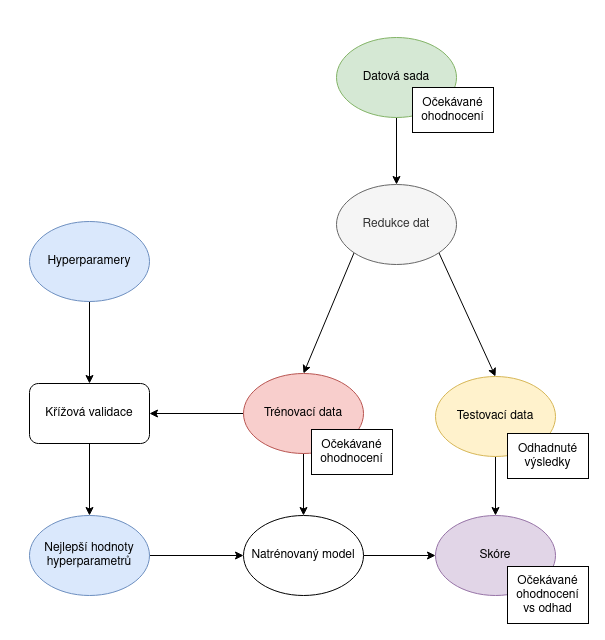 Datová sada
Očekávané
ohodnocení
Redukce dat
Hyperparamery
Křížová validace
Trénovací data
Očekávané
ohodnocení
Testovací data
Odhadnuté
výsledky
Nejlepší hodnoty
hyperparametrů
Natrénovaný model
Skóre
Očekávané
ohodnocení
vs odhad